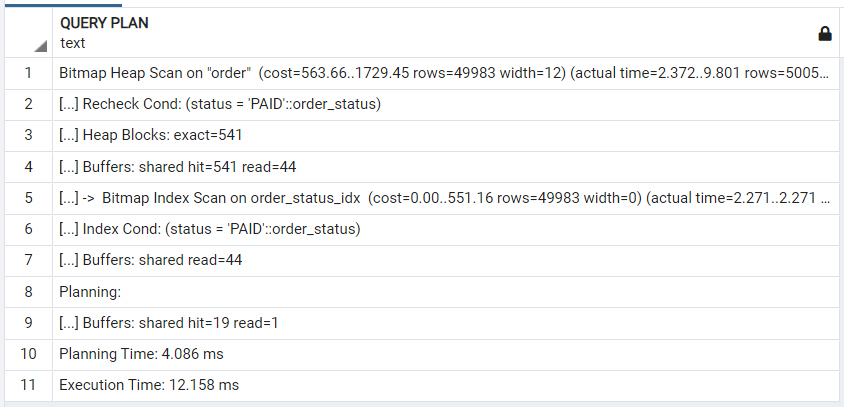 QUERY PLAN
text
1 Bitmap Heap Scan on "order" (cost=563.66..1729.45 rows=49983 width=12) (actual time=2.372..9.801 rows=5005...
2 [...] Recheck Cond: (status = 'PAID'::order_status)
3 [...] Heap Blocks: exact=541
4 [...] Buffers: shared hit=541 read=44
5 [...] -> Bitmap Index Scan on order_status_idx (cost=0.00..551.16 rows=49983 width=0) (actual time=2.271..2.271 ...
6 [...] Index Cond: (status = 'PAID'::order_status)
7 [...] Buffers: shared read=44
8 Planning:
9 [...] Buffers: shared hit=19 read=1
10 Planning Time: 4.086 ms
11 Execution Time: 12.158 ms